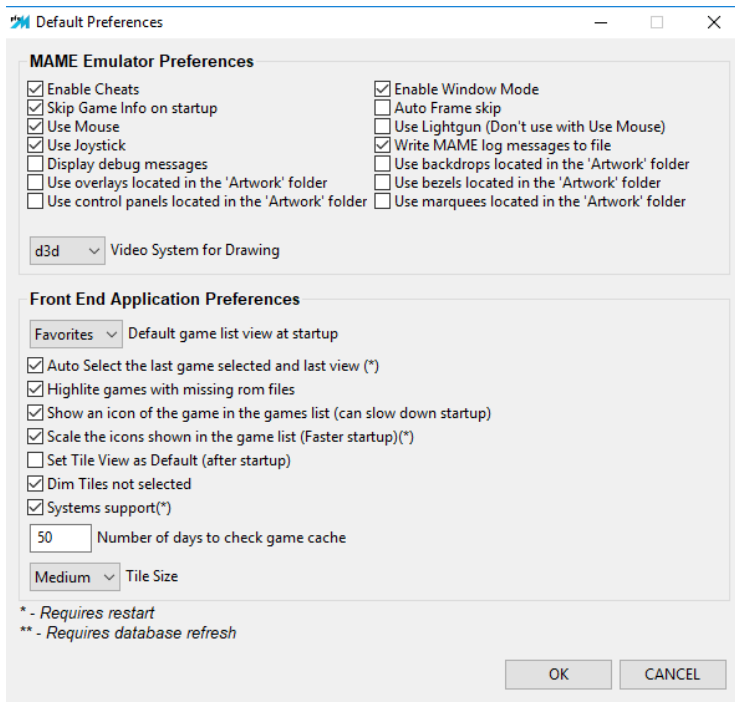 Default Preferences
MAME Emulator Preferences
Enable Cheats
Enable Window Mode
Skip Game Info on startup
Auto Frame skip
Use Mouse
Use Lightgun (Don't use with Use Mouse)
Use Joystick
Write MAME log messages to file
Display debug messages
Use backdrops located in the 'Artwork' folder
Use overlays located in the 'Artwork' folder
Use bezels located in the 'Artwork' folder
Use control panels located in the 'Artwork' folder
Use marquees located in the 'Artwork' folder
d3d Video System for Drawing
Front End Application Preferences
Favorites Default game list view at startup
Auto Select the last game selected and last view (*)
Highlite games with missing rom files
Show an icon of the game in the games list (can slow down startup)
Scale the icons shown in the game list (Faster startup)(*)
Set Tile View as Default (after startup)
Dim Tiles not selected
Systems support(*)
50 Number of days to check game cache
Medium Tile Size
* - Requires restart
** - Requires database refresh
OK CANCEL